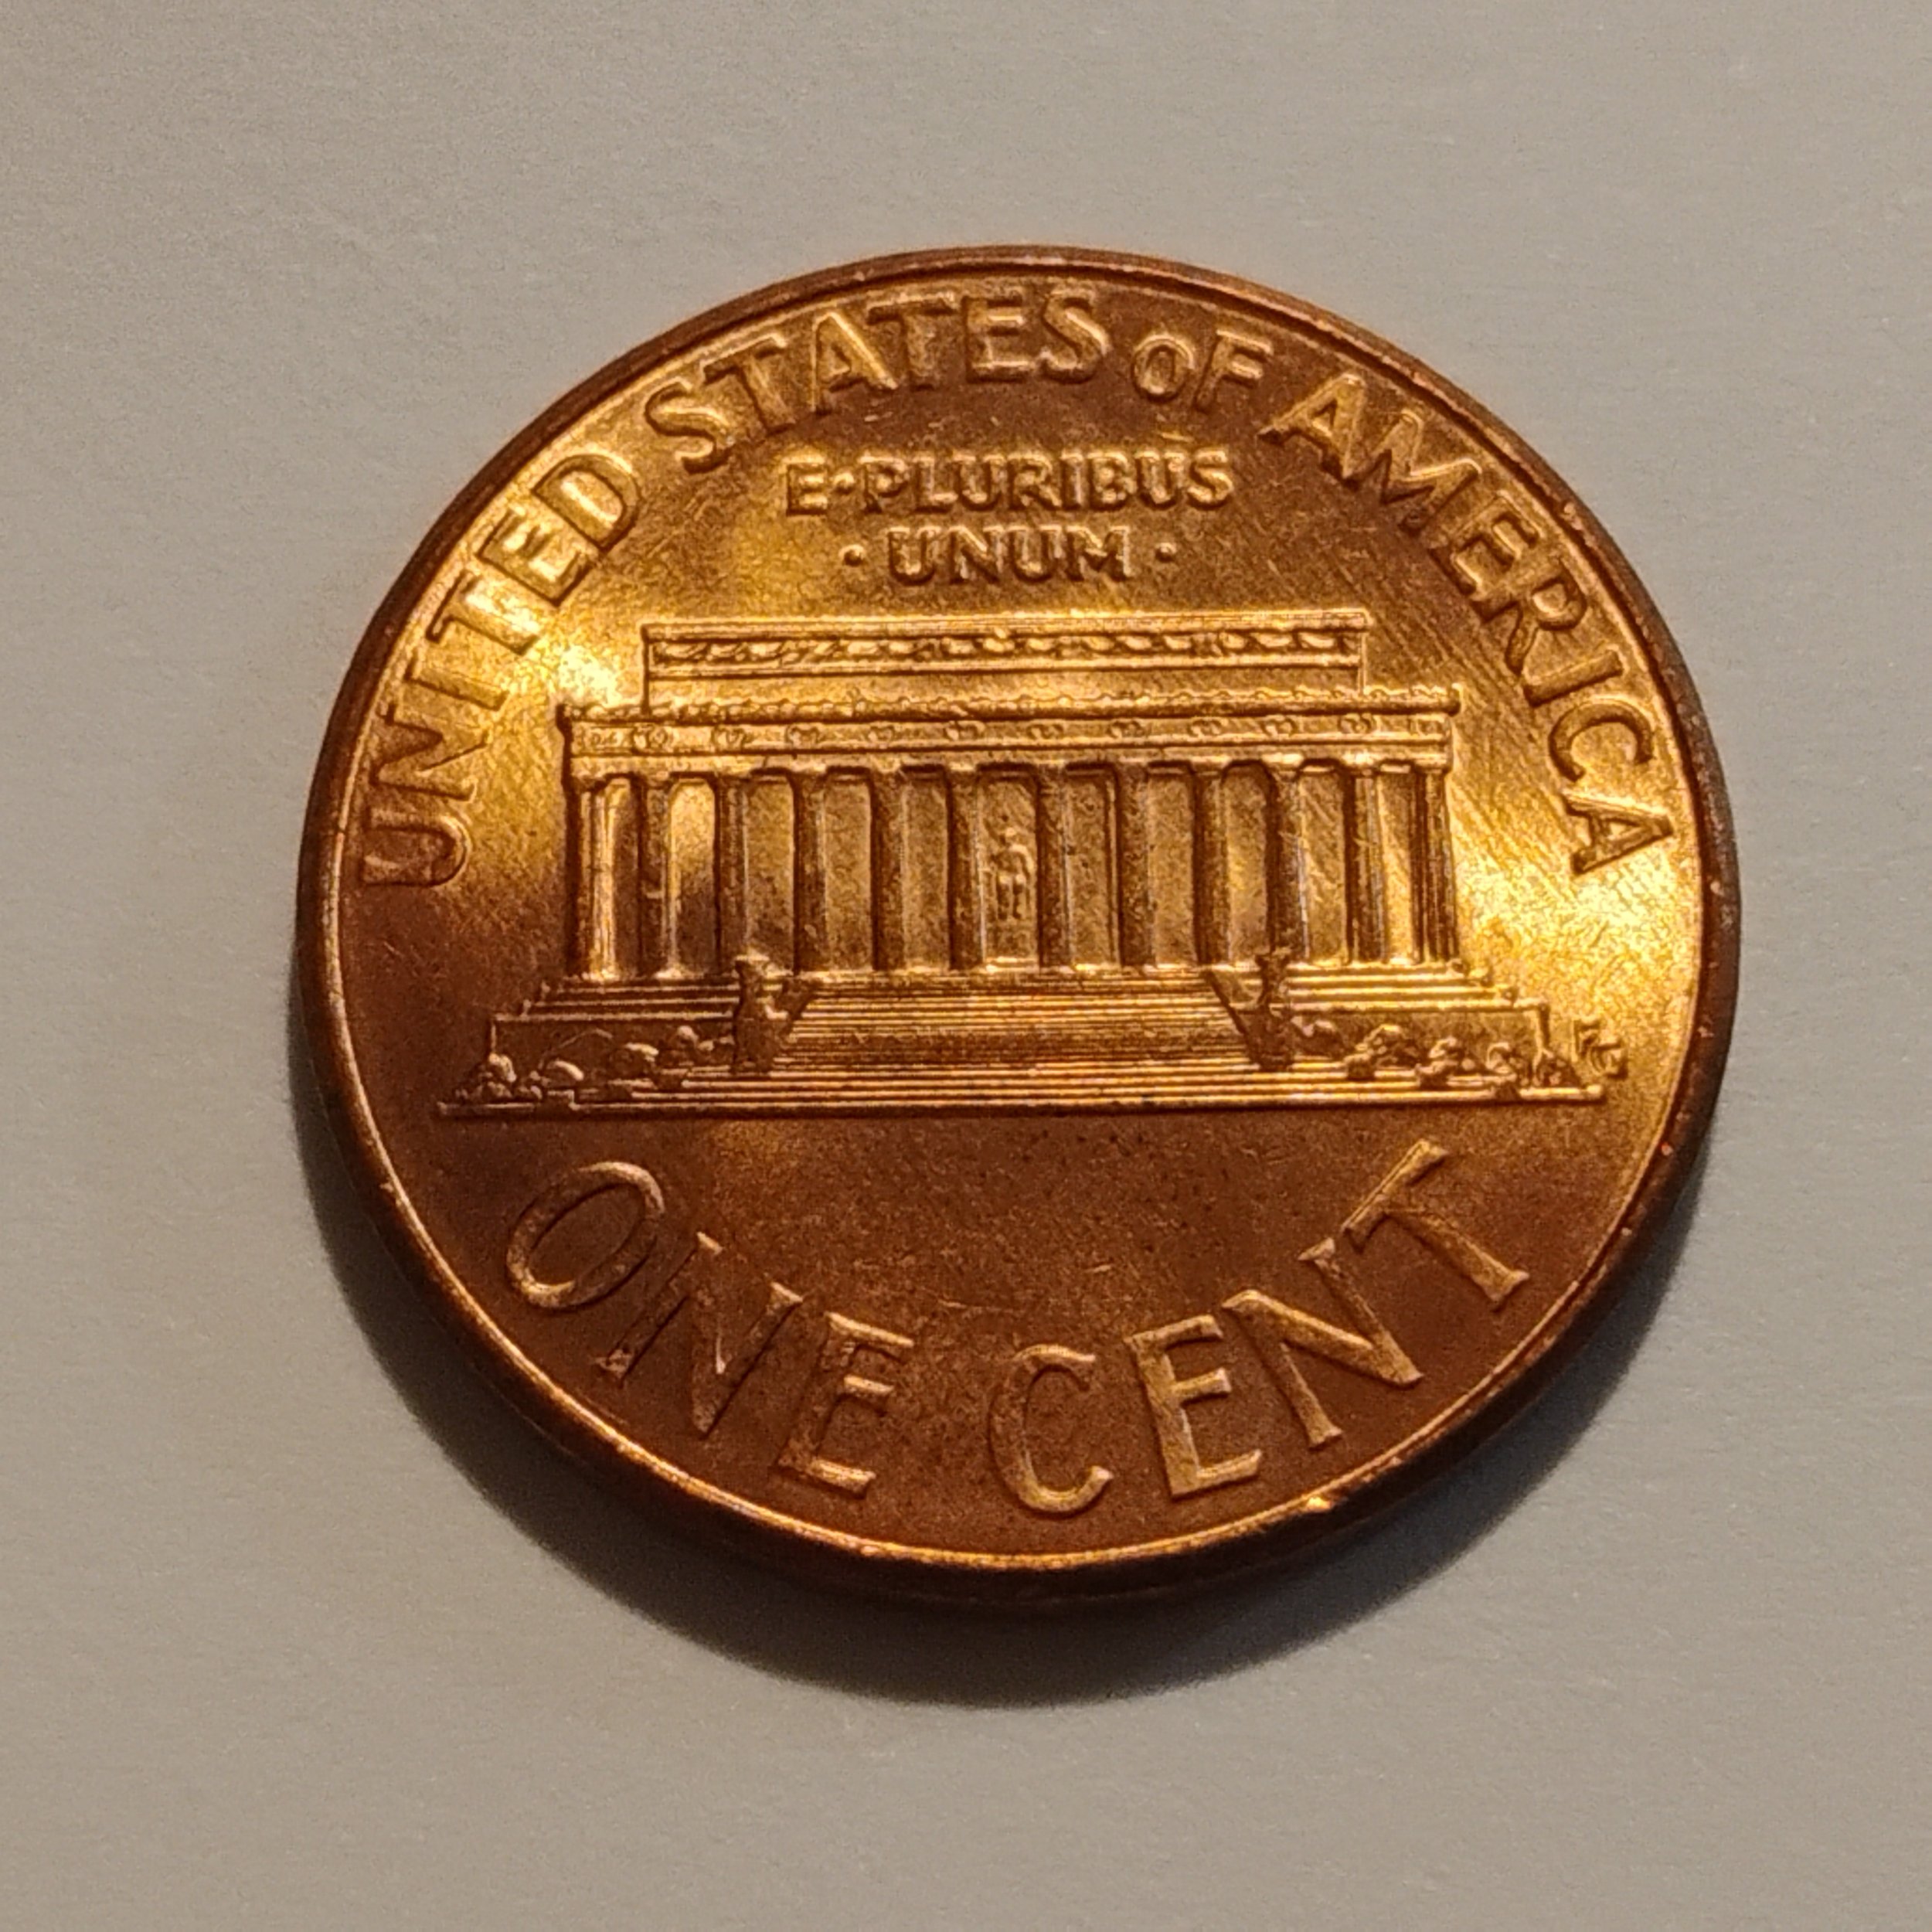 UNITED STATES OF AMERICA
E·PLURIBUS
·UNUM·
ONE CENT